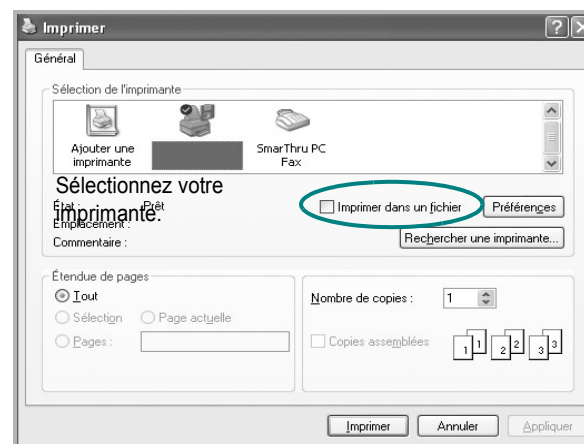 Imprimer
Général
Sélection de l'imprimante
Ajouter une imprimante
SmarThru PC Fax
Sélectionnez votre imprimante.
État : Prêt
Emplacement :
Commentaire :
Imprimer dans un fichier
Préférences
Rechercher une imprimante...
Étendue de pages
Tout
Sélection Page actuelle
Pages :
Nombre de copies : 1
Copies assemblées
1 1 2 2 3 3
Imprimer Annuler Appliquer